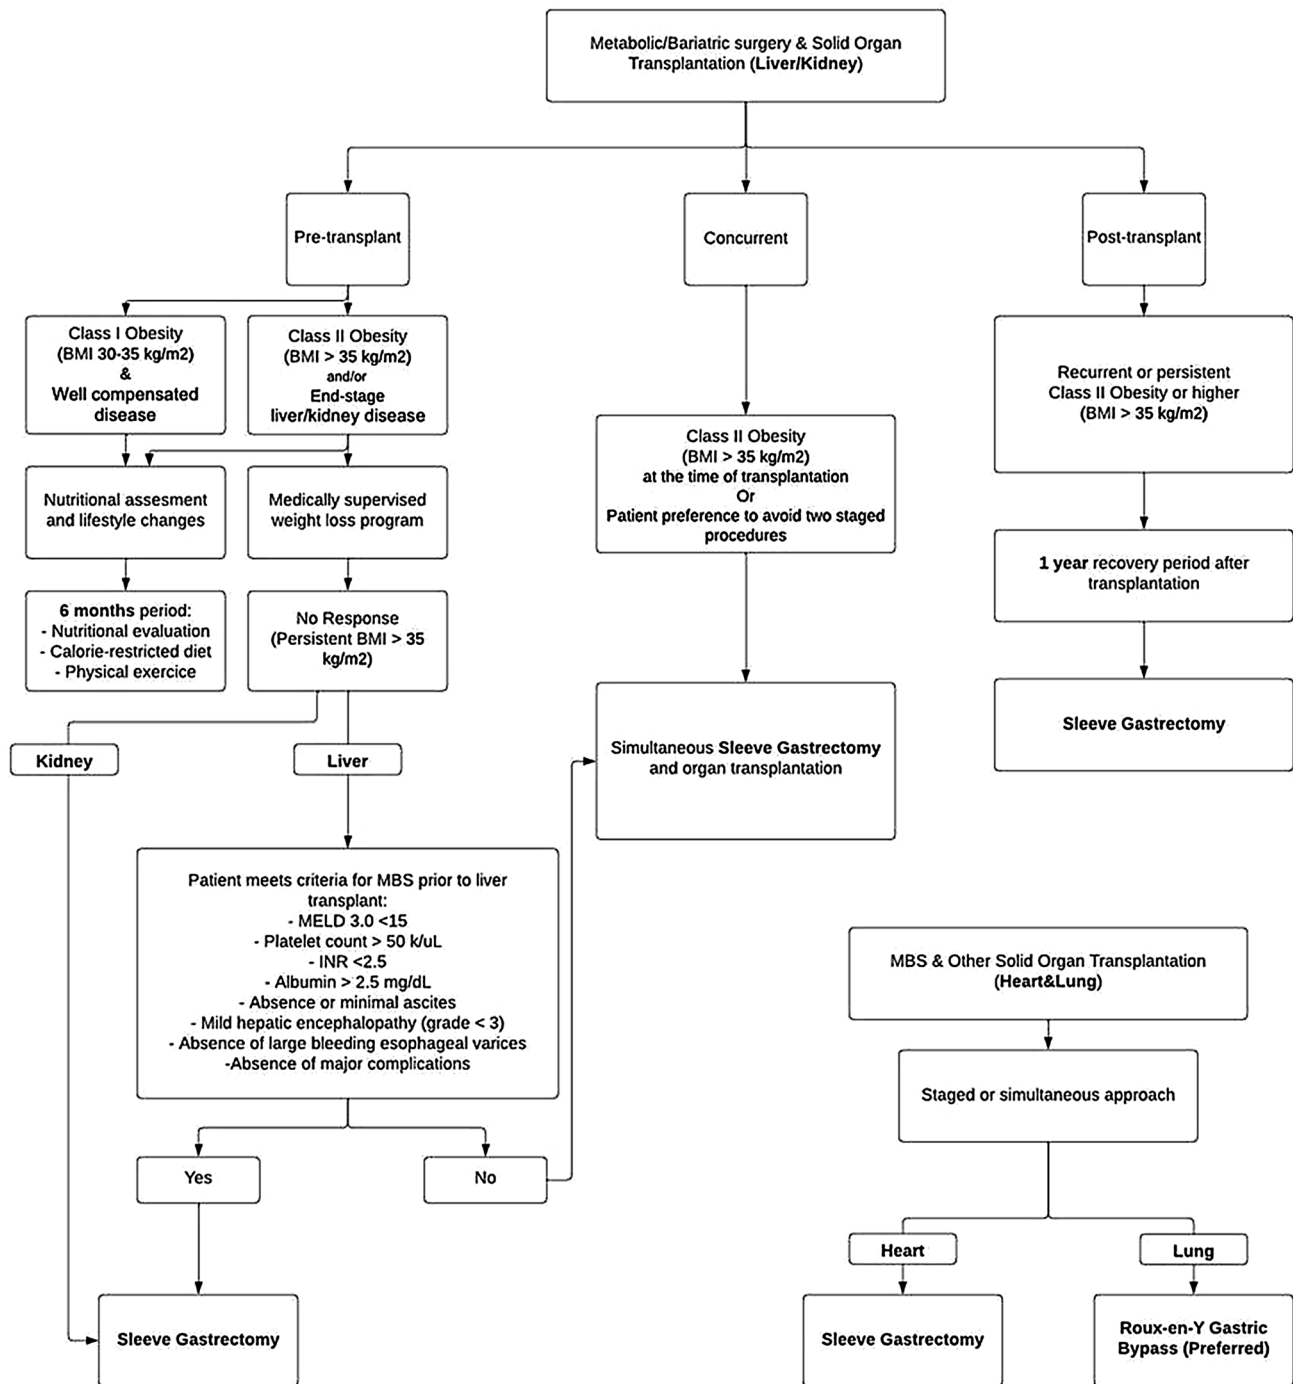 Metabolic/Bariatric surgery & Solid Organ
Transplantation (Liver/Kidney)
Pre-transplant
Concurrent
Post-transplant
Class I Obesity
(BMI 30-35 kg/m2)
&
Well compensated
disease
Class II Obesity
(BMI > 35 kg/m2)
and/or
End-stage
liver/kidney disease
Nutritional assesment
and lifestyle changes
Medically supervised
weight loss program
6 months period:
- Nutritional evaluation
- Calorie-restricted diet
- Physical exercice
No Response
(Persistent BMI > 35
kg/m2)
Kidney
Liver
Patient meets criteria for MBS prior to liver
transplant:
- MELD 3.0 <15
- Platelet count > 50 k/uL
- INR <2.5
- Albumin > 2.5 mg/dL
- Absence or minimal ascites
- Mild hepatic encephalopathy (grade < 3)
- Absence of large bleeding esophageal varices
-Absence of major complications
Yes
No
Sleeve Gastrectomy
Class II Obesity
(BMI > 35 kg/m2)
at the time of transplantation
Or
Patient preference to avoid two staged
procedures
Simultaneous Sleeve Gastrectomy
and organ transplantation
Recurrent or persistent
Class II Obesity or higher
(BMI > 35 kg/m2)
1 year recovery period after
transplantation
Sleeve Gastrectomy
MBS & Other Solid Organ Transplantation
(Heart&Lung)
Staged or simultaneous approach
Heart
Lung
Sleeve Gastrectomy
Roux-en-Y Gastric
Bypass (Preferred)